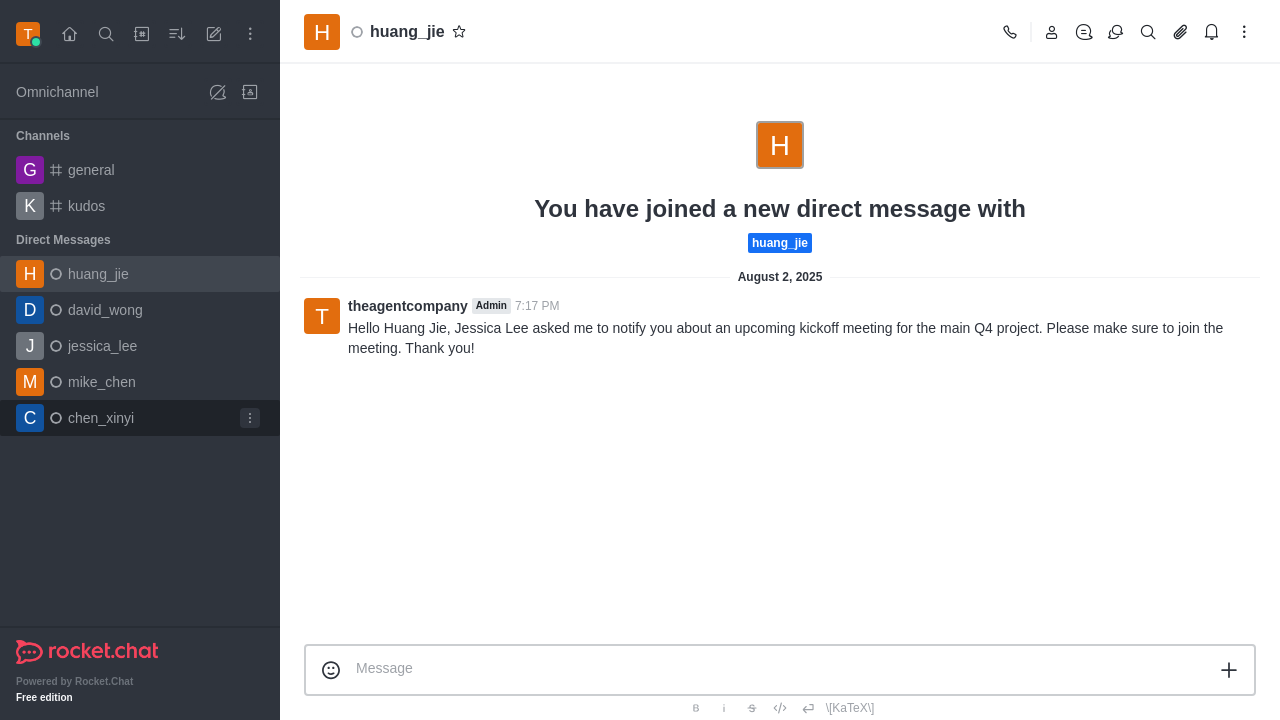 T
Omnichannel
Channels
G general
K kudos
Direct Messages
H huang_jie
D david_wong
J jessica_lee
M mike_chen
C chen_xinyi
rocket.chat
Powered by Rocket.Chat
Free edition
H huang_jie
H
You have joined a new direct message with
huang_jie
August 2, 2025
T theagentcompany Admin 7:17 PM
Hello Huang Jie, Jessica Lee asked me to notify you about an upcoming kickoff meeting for the main Q4 project. Please make sure to join the
meeting. Thank you!
Message
B i S \[KaTeX\]